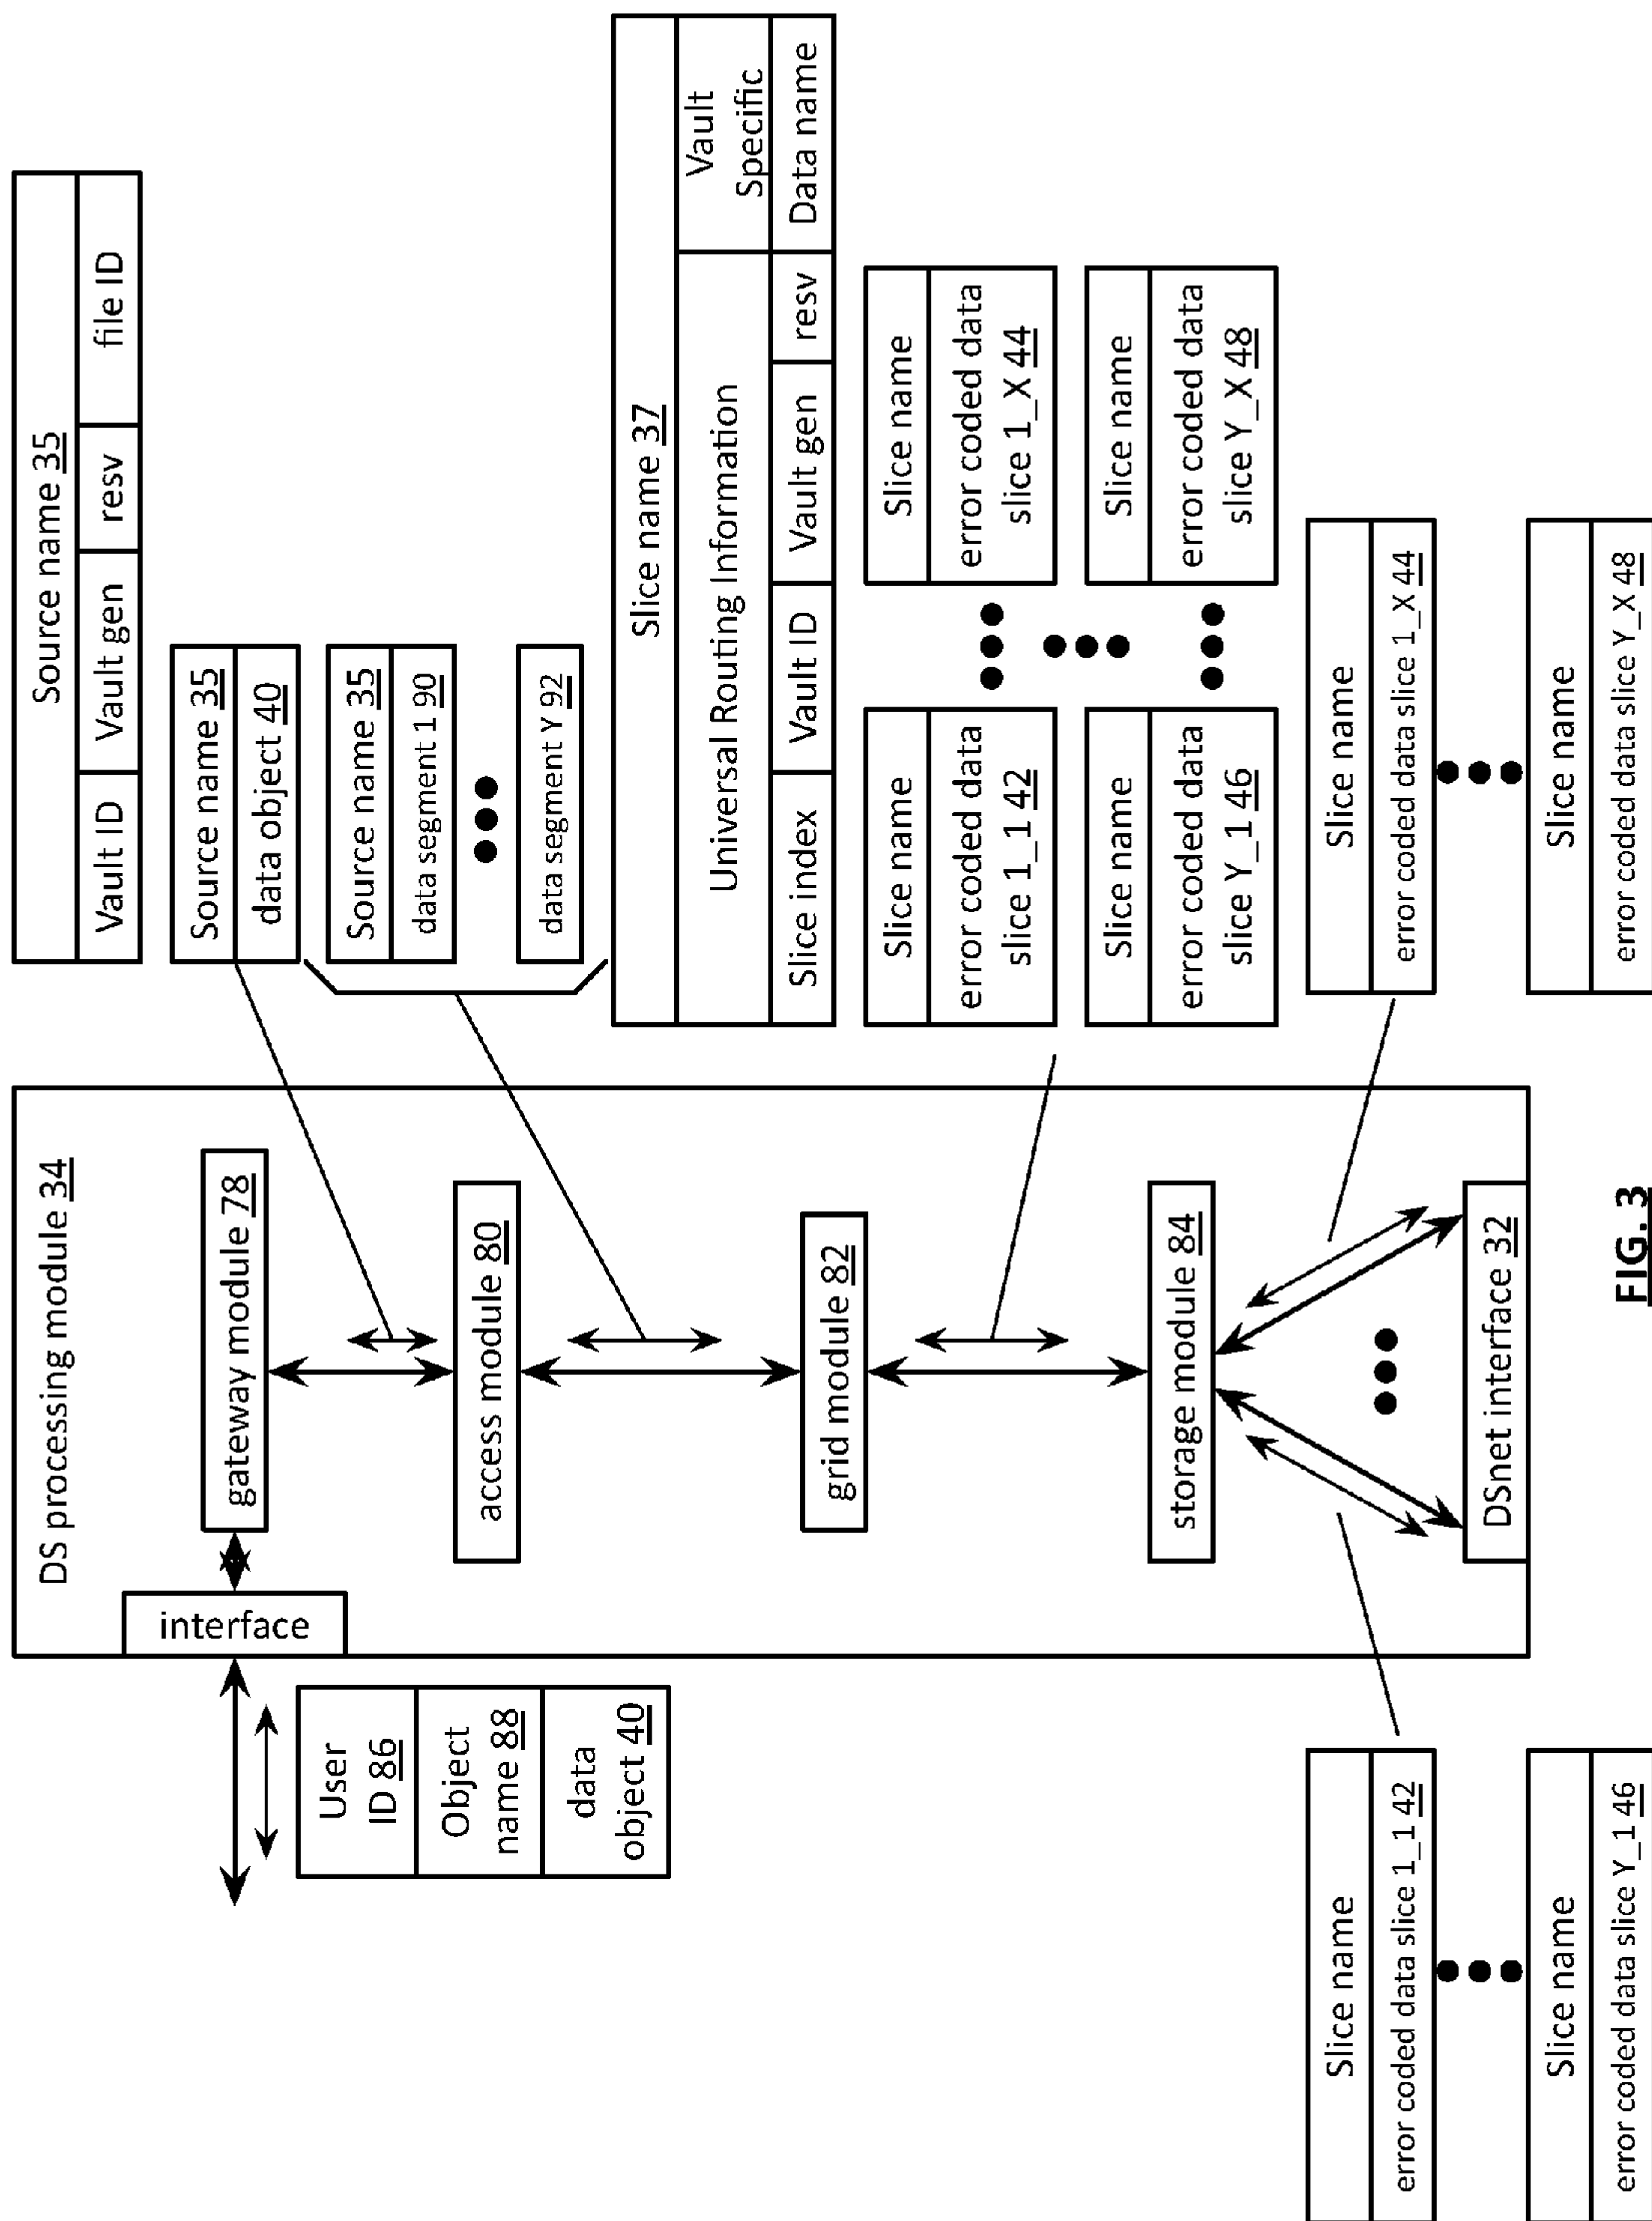 DS processing module 34
interface
gateway module 78
access module 80
grid module 82
storage module 84
DSnet interface 32
User
ID 86
Object
name 88
data
object 40
Source name 35
Vault ID
Vault gen
resv
file ID
Source name 35
data object 40
Source name 35
data segment 1 90
data segment Y 92
Slice name 37
Universal Routing Information
Vault
Specific
Slice index
Vault ID
Vault gen
resv
Data name
Slice name
error coded data
slice 1_1 42
Slice name
error coded data
slice 1_X 44
Slice name
error coded data
slice Y_1 46
Slice name
error coded data
slice Y_X 48
Slice name
error coded data slice 1_1 42
Slice name
error coded data slice Y_1 46
Slice name
error coded data slice 1_X 44
Slice name
error coded data slice Y_X 48
FIG. 3